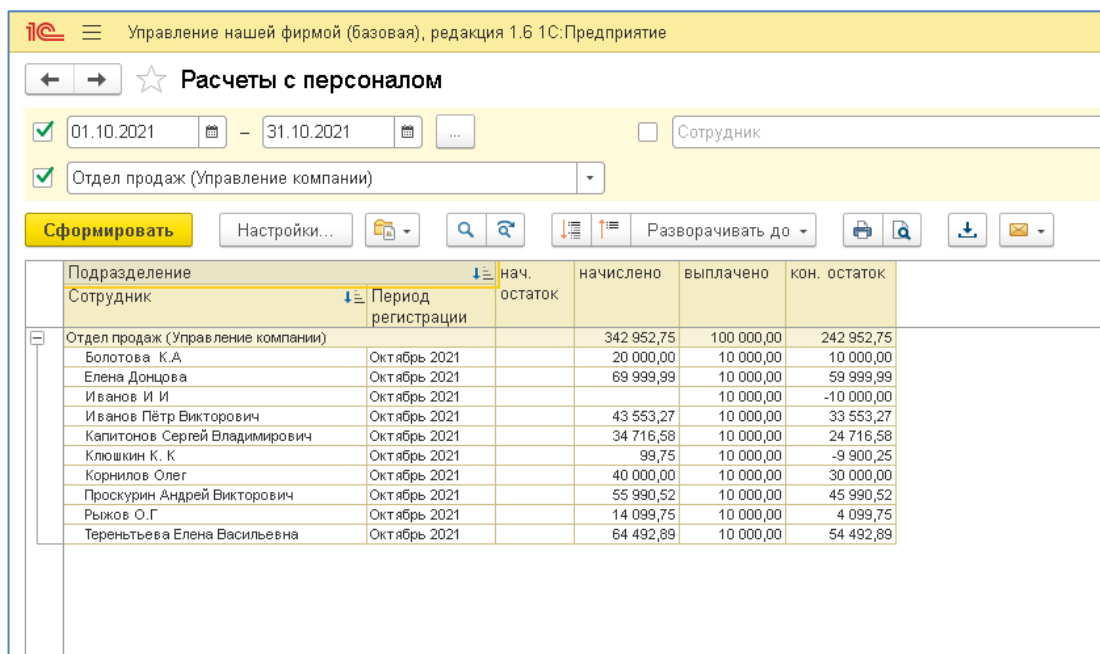 1С Управление нашей фирмой (базовая), редакция 1.6 1С:Предприятие
Расчеты с персоналом
01.10.2021 – 31.10.2021 ... Сотрудник
Отдел продаж (Управление компании)
Сформировать Настройки... Разворачивать до
Подразделение нач. начислено выплачено кон. остаток
Сотрудник Период остаток
регистрации
Отдел продаж (Управление компании) 342 952,75 100 000,00 242 952,75
Болотова К.А Октябрь 2021 20 000,00 10 000,00 10 000,00
Елена Донцова Октябрь 2021 69 999,99 10 000,00 59 999,99
Иванов И И Октябрь 2021 10 000,00 -10 000,00
Иванов Пётр Викторович Октябрь 2021 43 553,27 10 000,00 33 553,27
Капитонов Сергей Владимирович Октябрь 2021 34 716,58 10 000,00 24 716,58
Клюшкин К. К Октябрь 2021 99,75 10 000,00 -9 900,25
Корнилов Олег Октябрь 2021 40 000,00 10 000,00 30 000,00
Проскурин Андрей Викторович Октябрь 2021 55 990,52 10 000,00 45 990,52
Рыжов О.Г Октябрь 2021 14 099,75 10 000,00 4 099,75
Тереньтьева Елена Васильевна Октябрь 2021 64 492,89 10 000,00 54 492,89